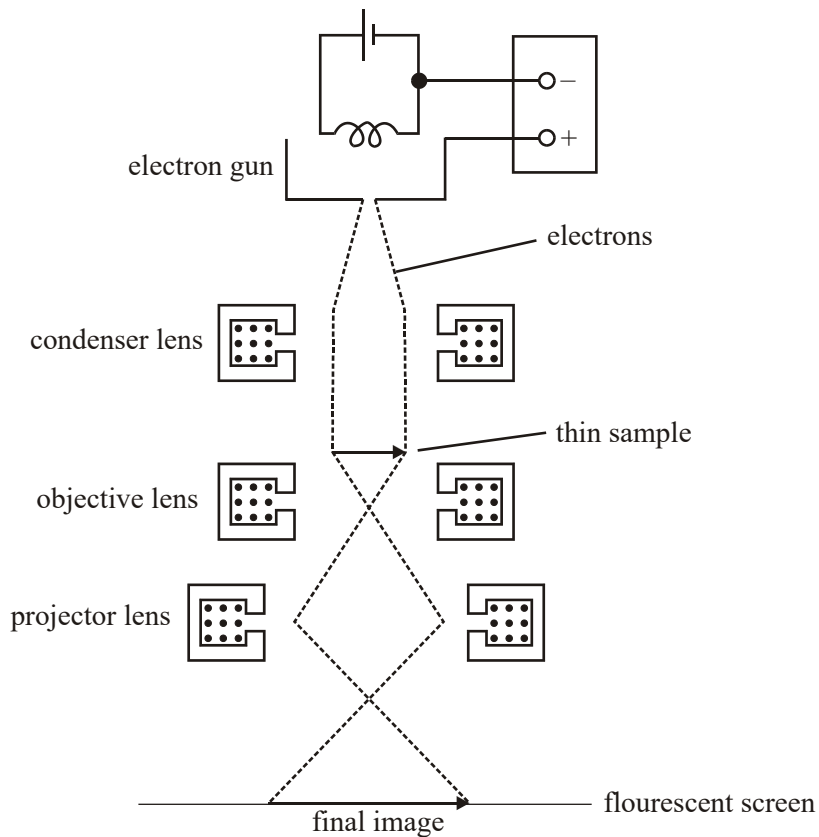 −
+
electron gun
electrons
condenser lens
thin sample
objective lens
projector lens
flourescent screen
final image